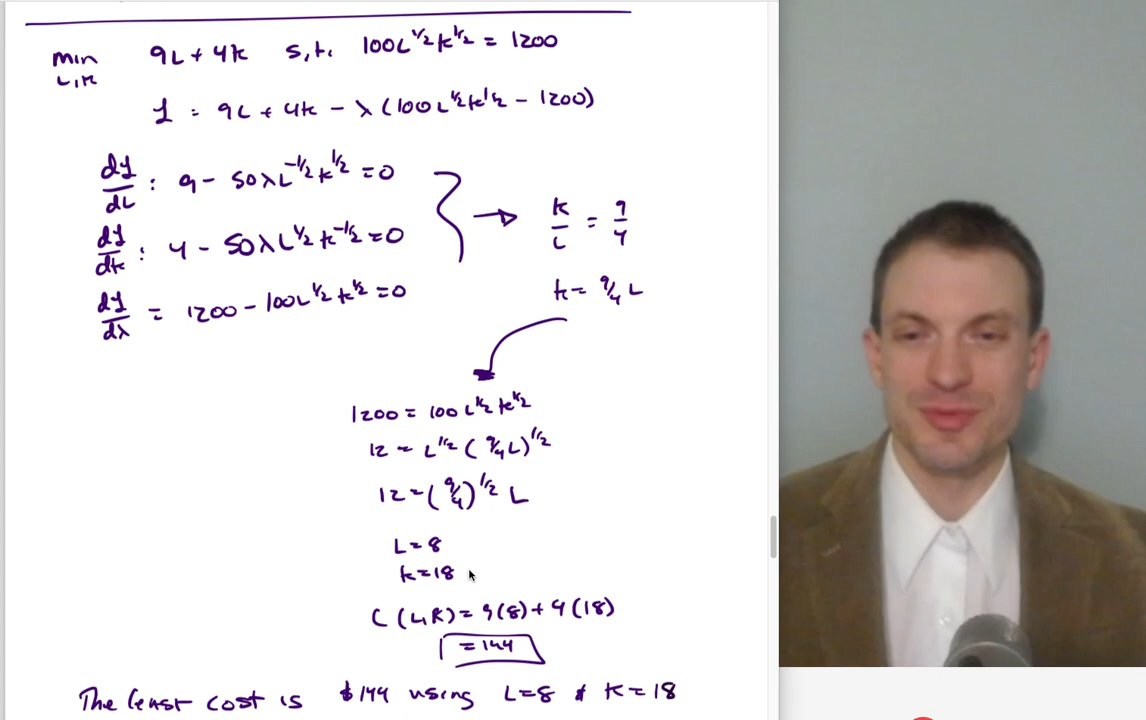 min 9L + 4K s.t. 100L^1/2 K^1/2 = 1200
L,K
L = 9L + 4K - λ(100L^1/2 K^1/2 - 1200)
dL/dL : 9 - 50λL^-1/2 K^1/2 = 0
dL/dK : 4 - 50λL^1/2 K^-1/2 = 0
dL/dλ = 1200 - 100L^1/2 K^1/2 = 0
} → K/L = 9/4
K = 9/4 L
1200 = 100L^1/2 K^1/2
12 = L^1/2 (9/4 L)^1/2
12 = (9/4)^1/2 L
L = 8
K = 18
C(L,K) = 9(8) + 4(18)
= 144
The least cost is $144 using L=8 & K=18